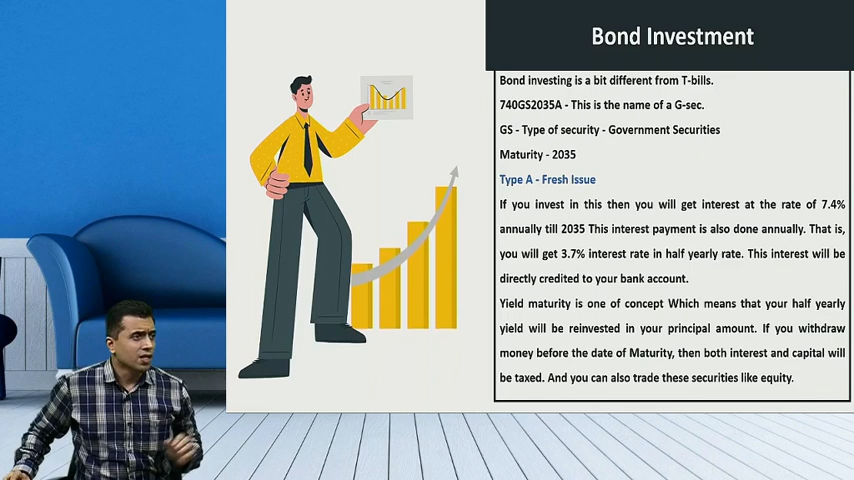 Bond Investment
Bond investing is a bit different from T-bills.
740GS2035A - This is the name of a G-sec.
GS - Type of security - Government Securities
Maturity - 2035
Type A - Fresh Issue
If you invest in this then you will get interest at the rate of 7.4%
annually till 2035 This interest payment is also done annually. That is,
you will get 3.7% interest rate in half yearly rate. This interest will be
directly credited to your bank account.
Yield maturity is one of concept Which means that your half yearly
yield will be reinvested in your principal amount. If you withdraw
money before the date of Maturity, then both interest and capital will
be taxed. And you can also trade these securities like equity.